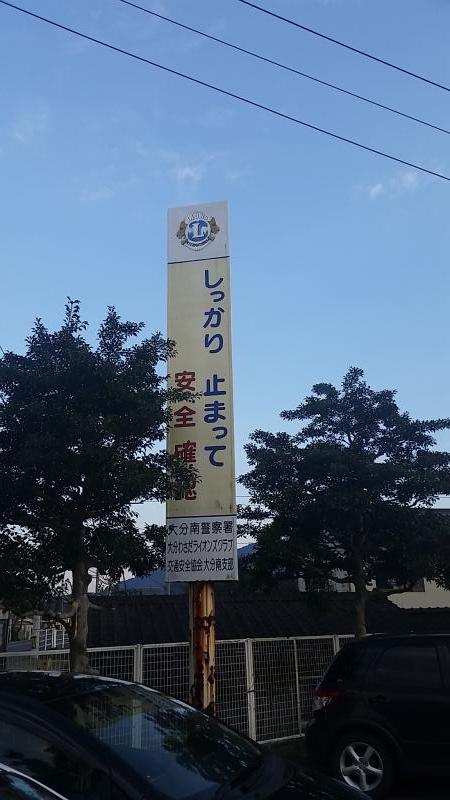 しっかり 止まって
安全 確認
大分南警察署
大分わさだライオンズクラブ
交通安全協会大分南支部